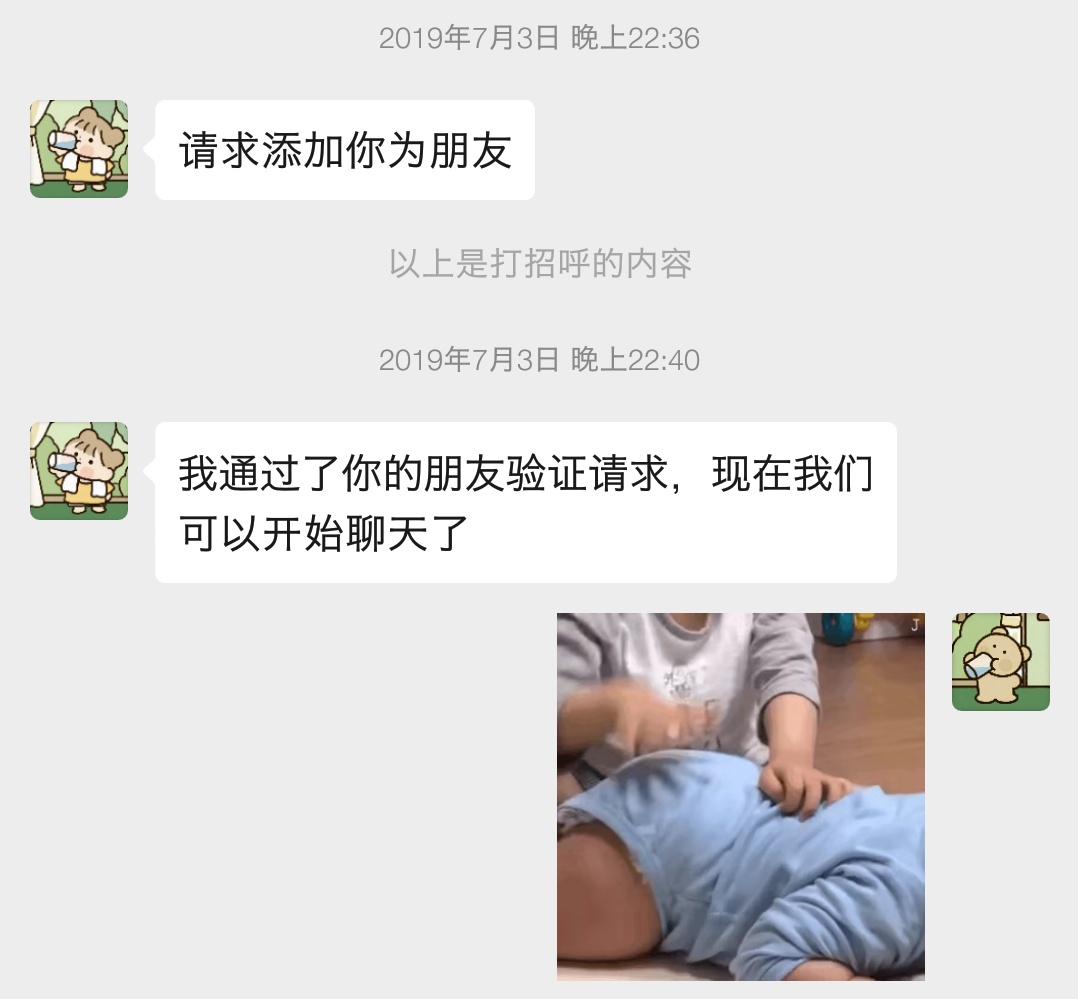 2019年7月3日 晚上22:36
请求添加你为朋友
以上是打招呼的内容
2019年7月3日 晚上22:40
我通过了你的朋友验证请求，现在我们
可以开始聊天了
J